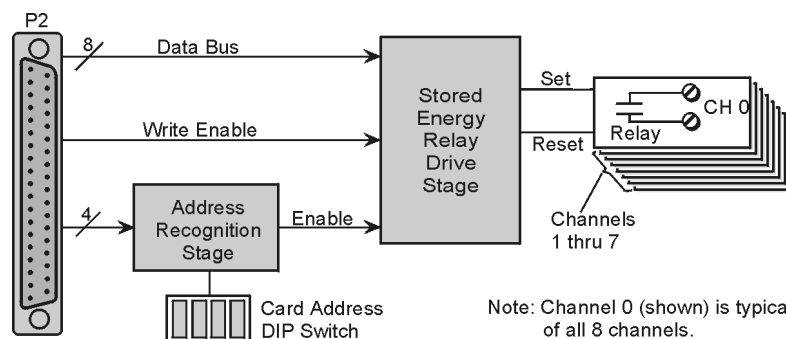 P2
8
Data Bus
Write Enable
4
Address
Recognition
Stage
Enable
Card Address
DIP Switch
Stored
Energy
Relay
Drive
Stage
Set
Reset
CH 0
Relay
Channels
1 thru 7
Note: Channel 0 (shown) is typica
of all 8 channels.